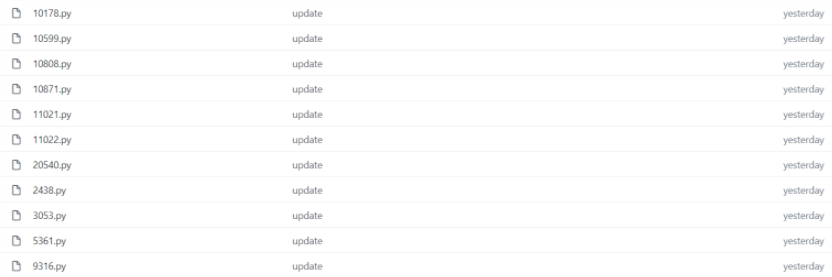 10178.py update yesterday
10599.py update yesterday
10808.py update yesterday
10871.py update yesterday
11021.py update yesterday
11022.py update yesterday
20540.py update yesterday
2438.py update yesterday
3053.py update yesterday
5361.py update yesterday
9316.py update yesterday